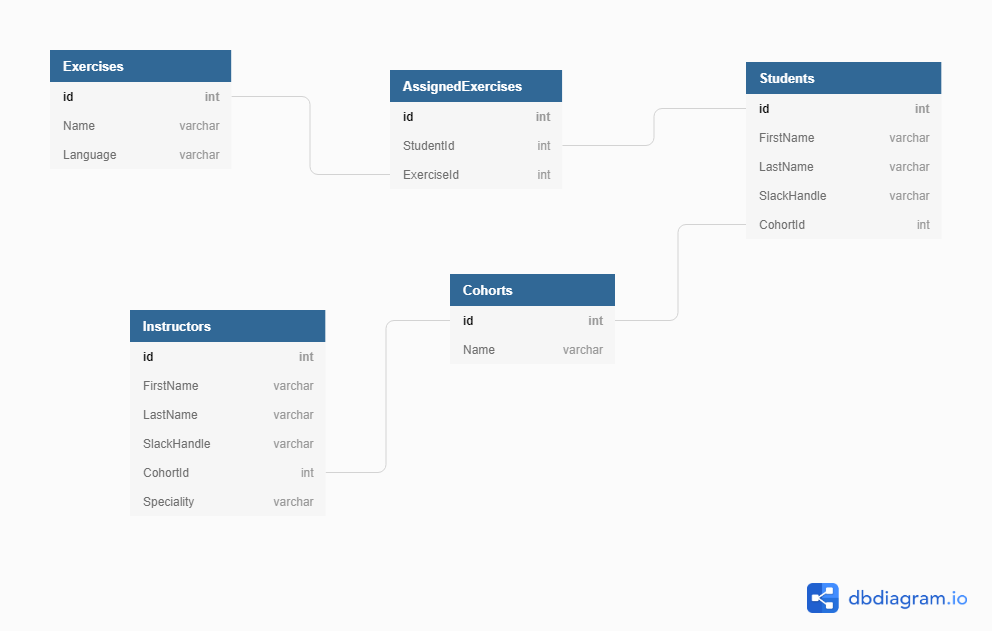 Exercises
id int
Name varchar
Language varchar
AssignedExercises
id int
StudentId int
ExerciseId int
Students
id int
FirstName varchar
LastName varchar
SlackHandle varchar
CohortId int
Cohorts
id int
Name varchar
Instructors
id int
FirstName varchar
LastName varchar
SlackHandle varchar
CohortId int
Speciality varchar
dbdiagram.io